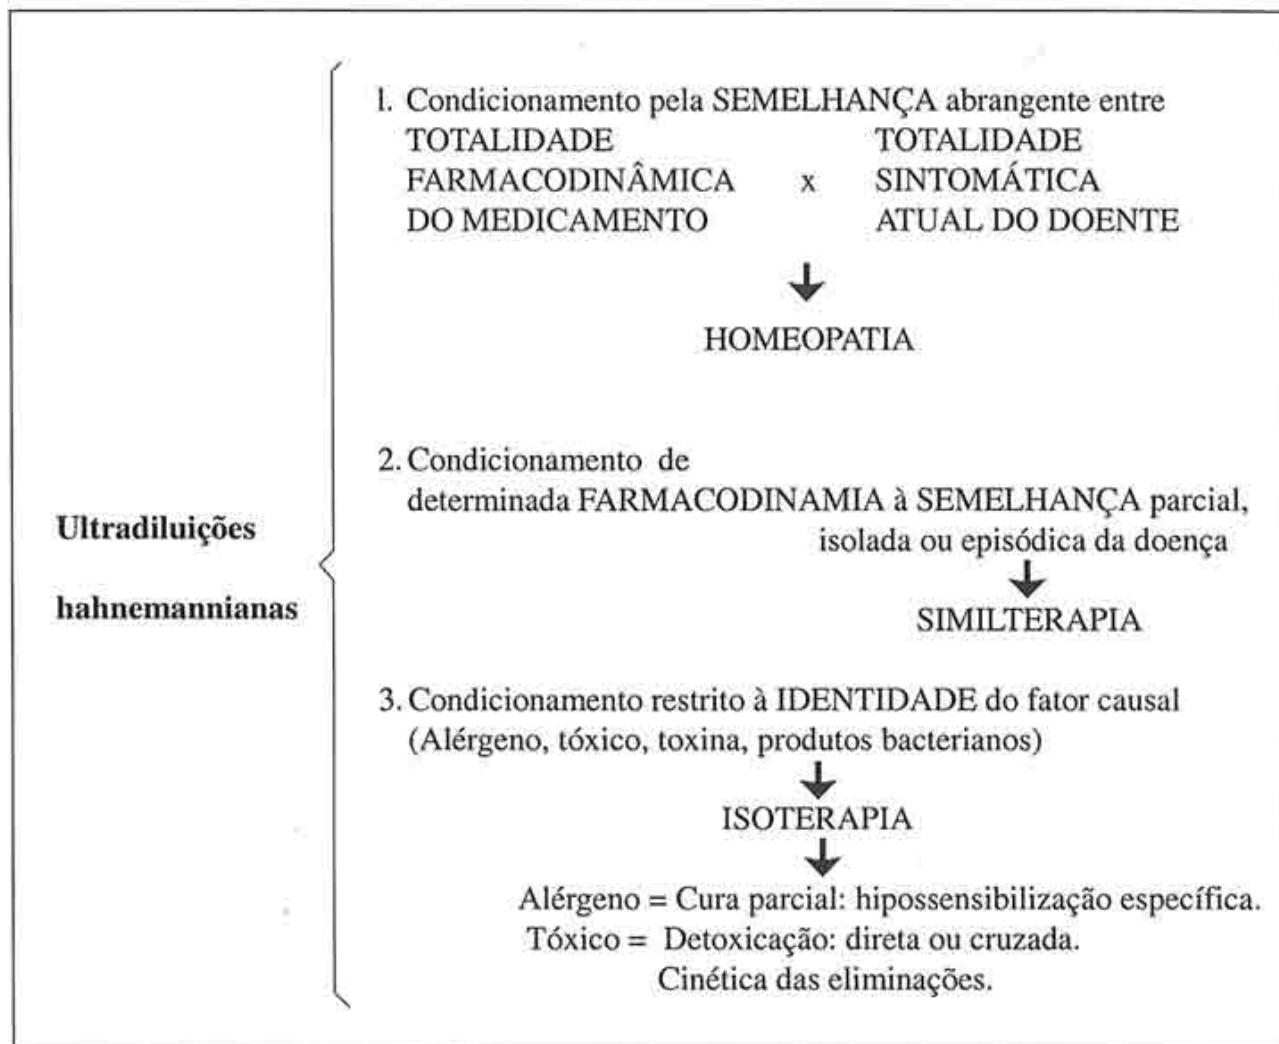 Ultradiluições
hahnemannianas
1. Condicionamento pela SEMELHANÇA abrangente entre
TOTALIDADE TOTALIDADE
FARMACODINÂMICA x SINTOMÁTICA
DO MEDICAMENTO ATUAL DO DOENTE
HOMEOPATIA
2. Condicionamento de
determinada FARMACODINAMIA à SEMELHANÇA parcial,
isolada ou episódica da doença
SIMILTERAPIA
3. Condicionamento restrito à IDENTIDADE do fator causal
(Alérgeno, tóxico, toxina, produtos bacterianos)
ISOTERAPIA
Alérgeno = Cura parcial: hipossensibilização específica.
Tóxico = Detoxicação: direta ou cruzada.
Cinética das eliminações.